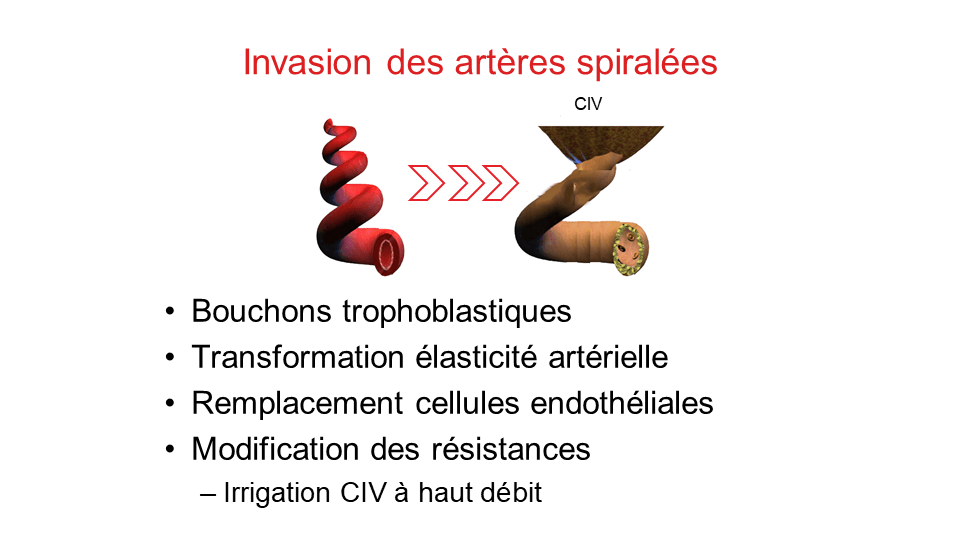 Invasion des artères spiralées
CIV
• Bouchons trophoblastiques
• Transformation élasticité artérielle
• Remplacement cellules endothéliales
• Modification des résistances
– Irrigation CIV à haut débit